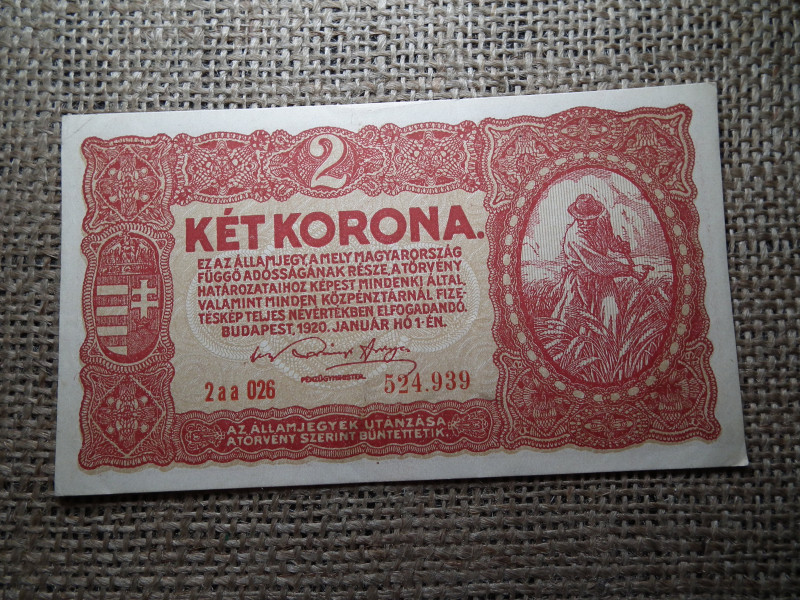 2
KÉT KORONA.
EZ AZ ÁLLAMJEGY, A MELY MAGYARORSZÁG
FÜGGŐ ADÓSSÁGÁNAK RÉSZE, A TÖRVÉNY
HATÁROZATAIHOZ KÉPEST MINDENKI ÁLTAL
VALAMINT MINDEN KÖZPÉNZTÁRNÁL FIZE-
TÉSKÉP TELJES NÉVÉRTÉKBEN ELFOGADANDÓ.
BUDAPEST, 1920. JANUÁR HÓ 1-ÉN.
PÉNZÜGYMINISTER.
2aa 026
524.939
AZ ÁLLAMJEGYEK UTÁNZÁSA
A TÖRVÉNY SZERINT BÜNTETTETIK.